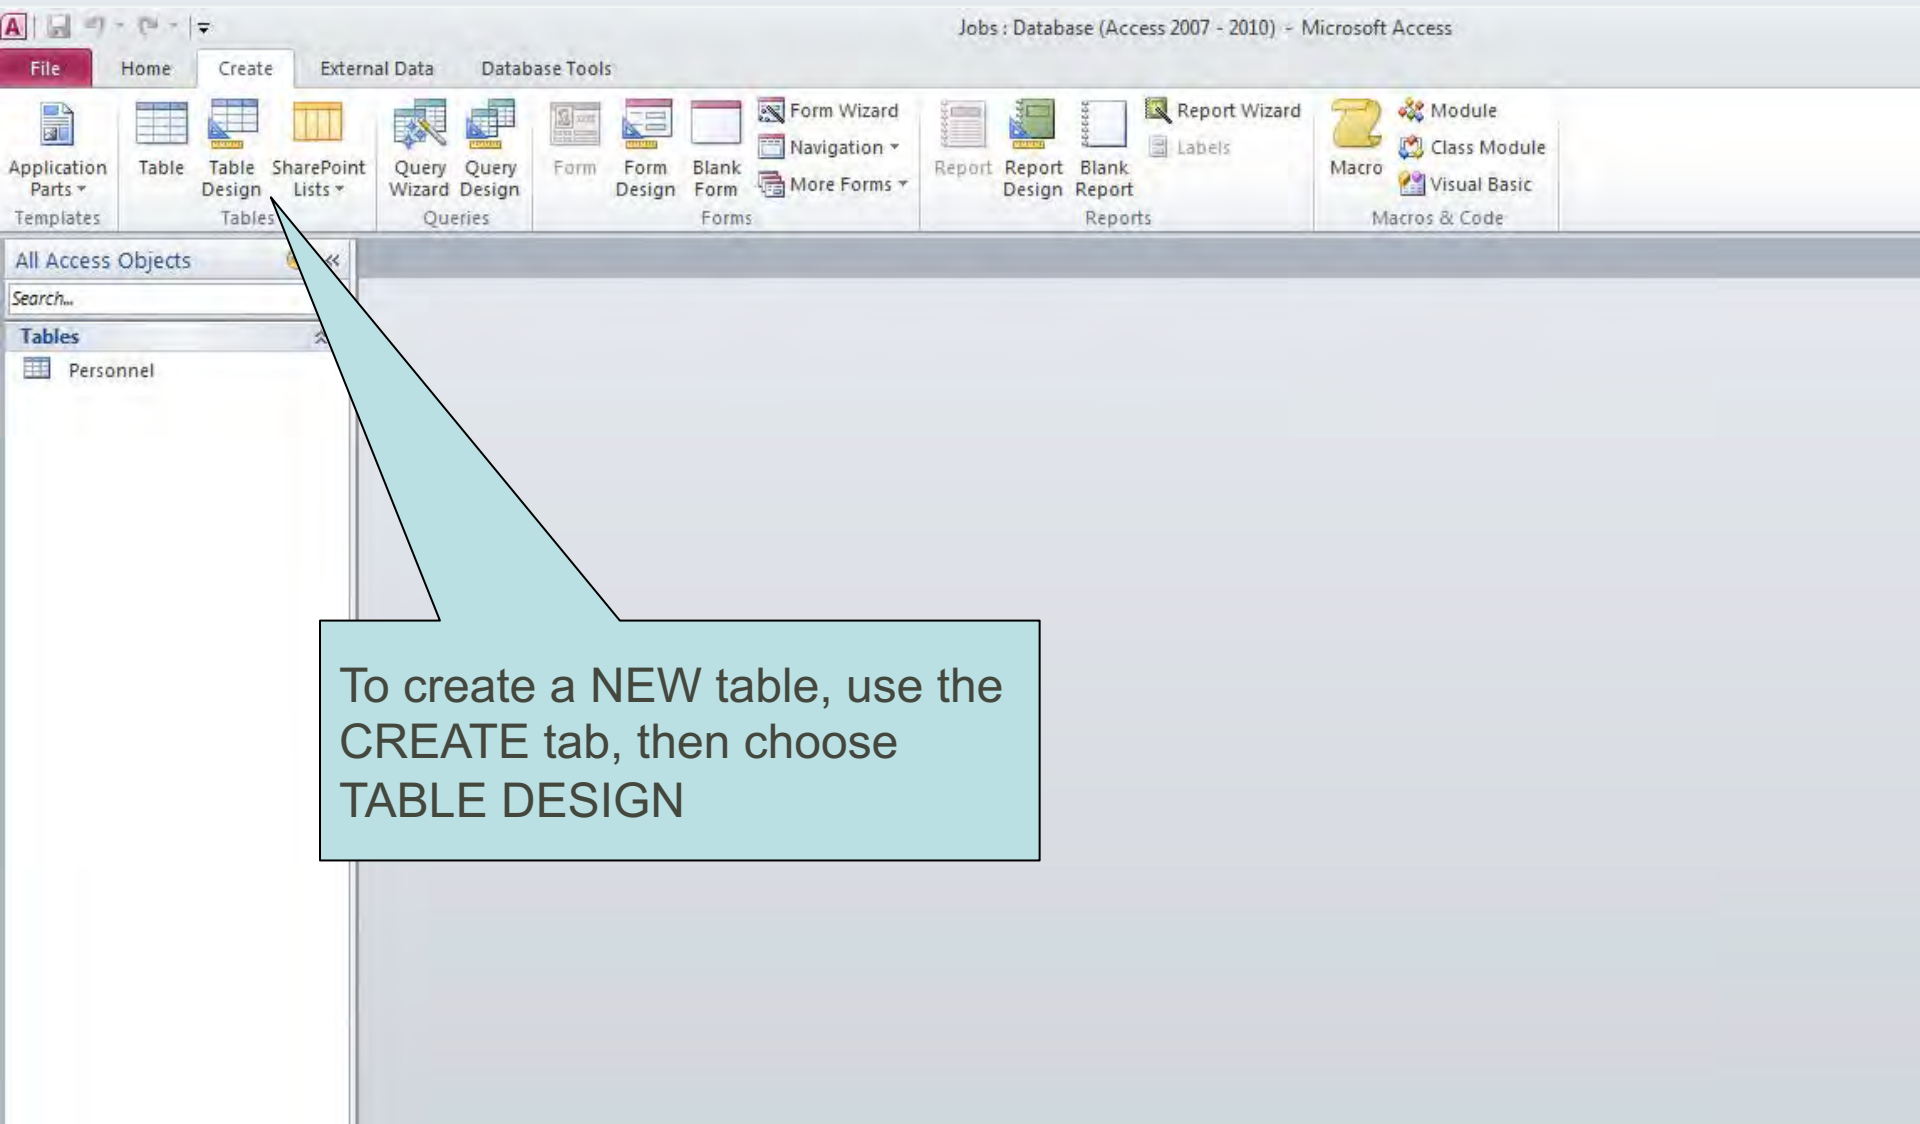 Jobs : Database (Access 2007 - 2010) - Microsoft Access
File Home Create External Data Database Tools
Application Parts
Table
Table Design
SharePoint Lists
Query Wizard
Query Design
Form
Form Design
Blank Form
Form Wizard
Navigation
More Forms
Report
Report Design
Blank Report
Report Wizard
Labels
Macro
Module
Class Module
Visual Basic
Templates Tables Queries Forms Reports Macros & Code
All Access Objects
Search...
Tables
Personnel
To create a NEW table, use the
CREATE tab, then choose
TABLE DESIGN